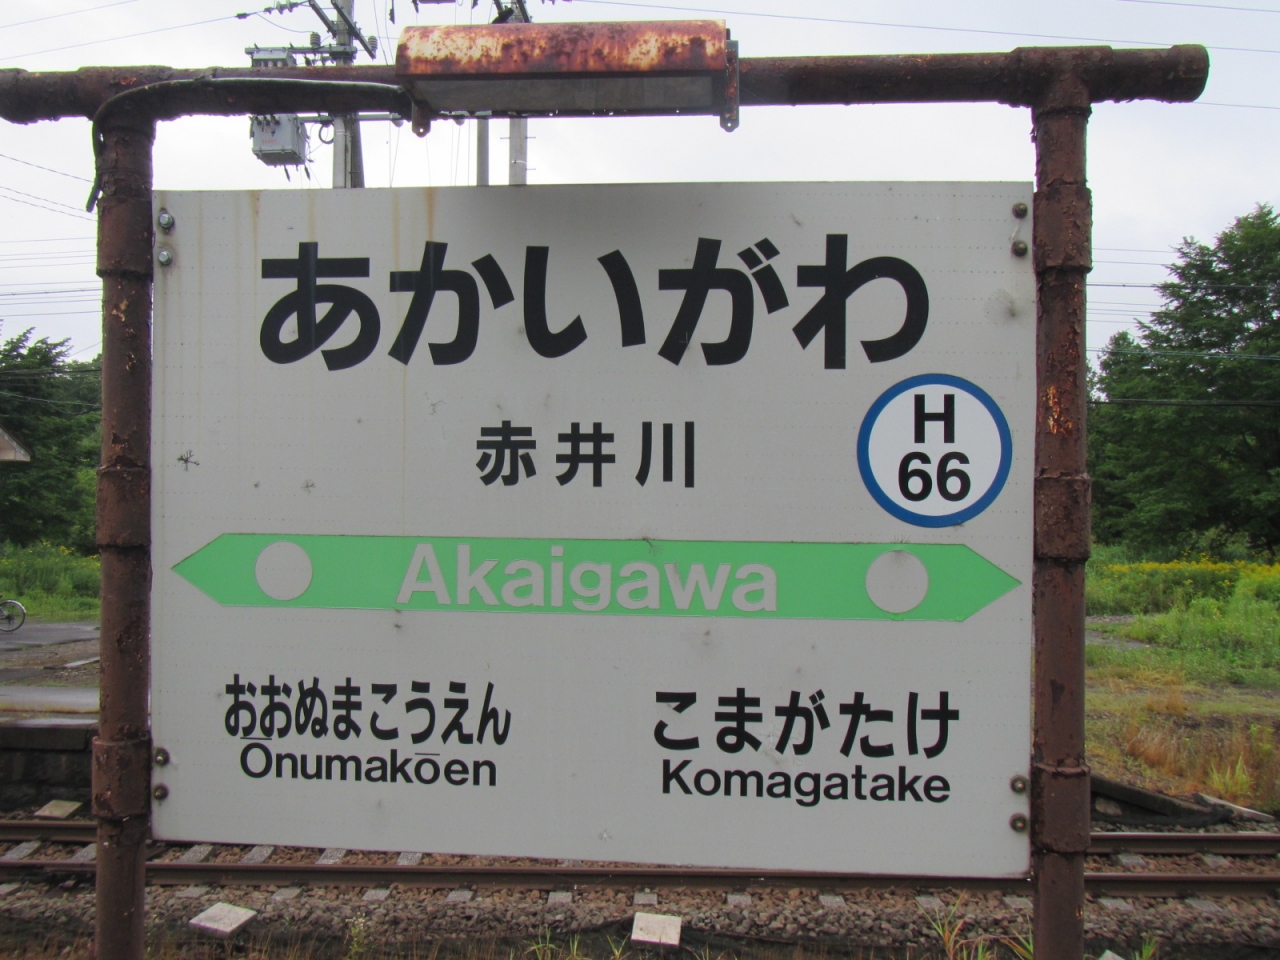 あかいがわ
赤井川
H
66
Akaigawa
おおぬまこうえん
Ōnumakōen
こまがたけ
Komagatake